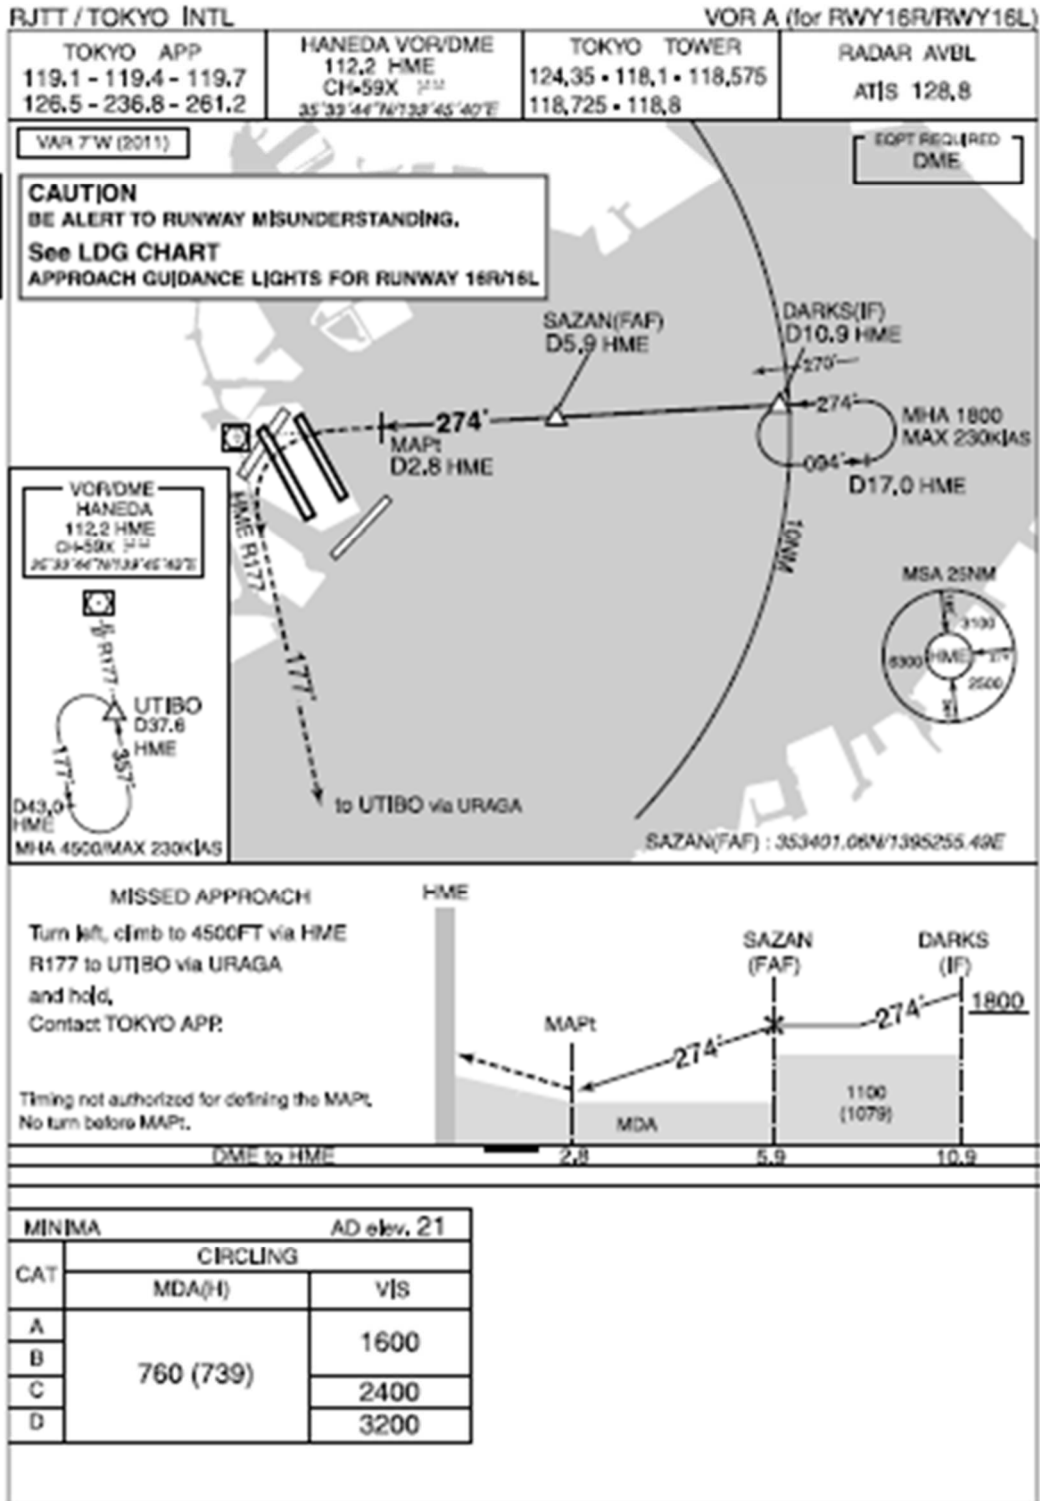 RJTT / TOKYO INTL
VOR A (for RWY16R/RWY16L)
TOKYO APP
119.1 - 119.4 - 119.7
126.5 - 236.8 - 261.2
HANEDA VOR/DME
112.2 HME
CH-59X
35°33'44"N/139°45'40"E
TOKYO TOWER
124.35 • 118.1 • 118.575
118.725 • 118.8
RADAR AVBL
ATIS 128.8
VAR 7°W (2011)
EQPT REQUIRED
DME
CAUTION
BE ALERT TO RUNWAY MISUNDERSTANDING.
See LDG CHART
APPROACH GUIDANCE LIGHTS FOR RUNWAY 16R/16L
SAZAN(FAF)
D5.9 HME
DARKS(IF)
D10.9 HME
270°
274°
274°
MHA 1800
MAX 230KIAS
094°
D17.0 HME
MAPt
D2.8 HME
HME R177
177°
to UTIBO via URAGA
10NM
MSA 25NM
3100
6300
HME
2500
SAZAN(FAF) : 353401.06N/1395255.49E
VOR/DME
HANEDA
112.2 HME
CH-59X
35°33'44"N/139°45'40"E
R177
UTIBO
D37.6
HME
177°
357°
D43.0
HME
MHA 4500/MAX 230KIAS
MISSED APPROACH
Turn left, climb to 4500FT via HME
R177 to UTIBO via URAGA
and hold.
Contact TOKYO APP.
Timing not authorized for defining the MAPt.
No turn before MAPt.
HME
MAPt
SAZAN
(FAF)
DARKS
(IF)
274°
274°
1800
MDA
1100
(1079)
DME to HME
2.8
5.9
10.9
MINIMA
AD elev. 21
CAT
CIRCLING
MDA(H)
VIS
A
B
C
D
760 (739)
1600
2400
3200